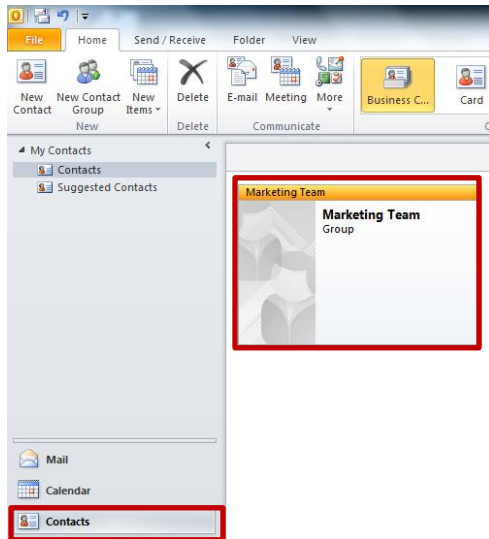 File Home Send / Receive Folder View
New Contact New Contact Group New Items Delete E-mail Meeting More Business C... Card
New Delete Communicate
My Contacts
Contacts
Suggested Contacts
Marketing Team
Marketing Team
Group
Mail
Calendar
Contacts